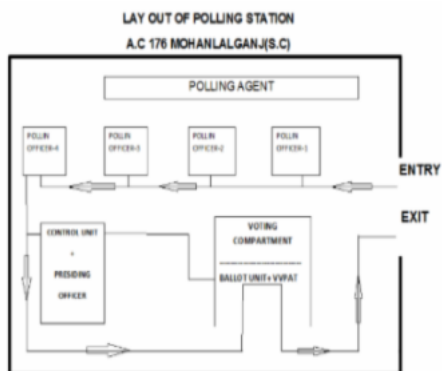 LAY OUT OF POLLING STATION
A.C 176 MOHANLALGANJ(S.C)
POLLING AGENT
POLLIN
OFFICER-4
POLLIN
OFFICER-3
POLLIN
OFFICER-2
POLLIN
OFFICER-1
ENTRY
EXIT
CONTROL UNIT
+
PRESIDING
OFFICER
VOTING
COMPARTMENT
BALLOT UNIT+ VVPAT